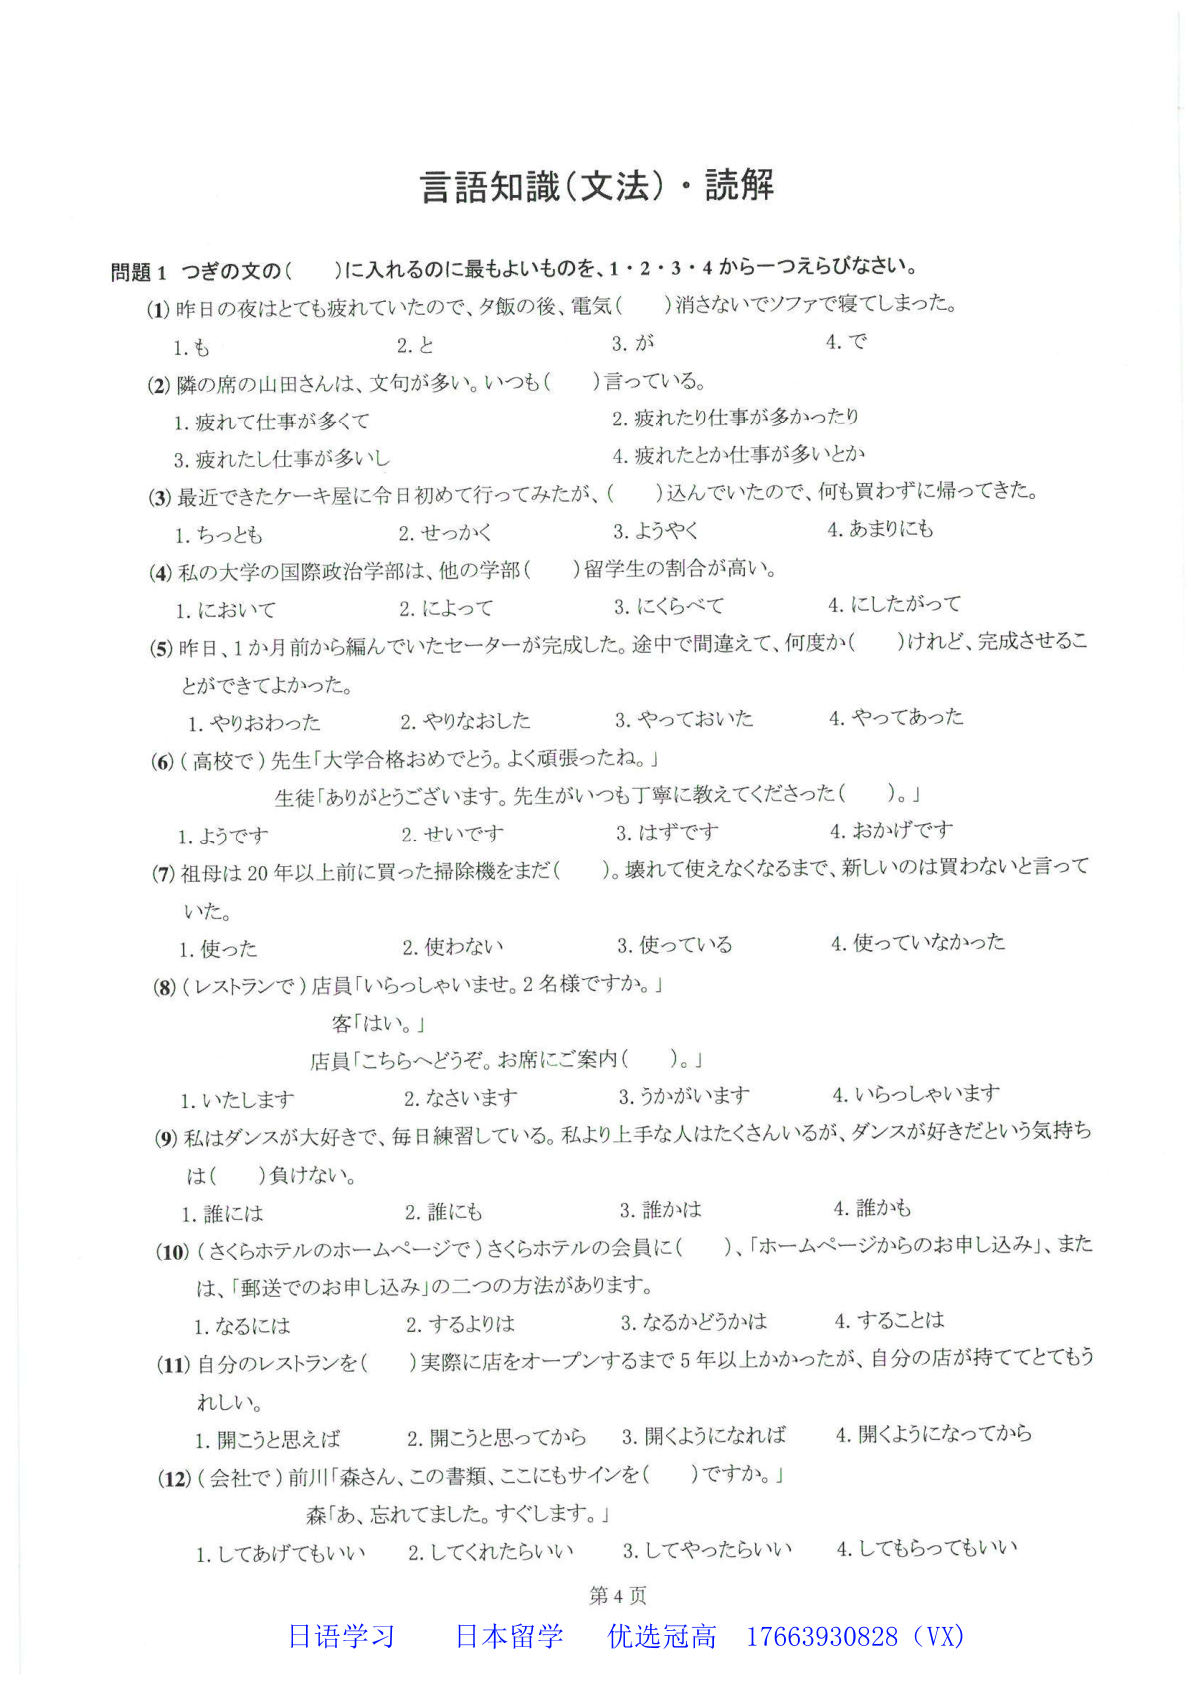 言語知識(文法)・読解
問題1 つぎの文の(　　)に入れるのに最もよいものを、1・2・3・4から一つえらびなさい。
(1)昨日の夜はとても疲れていたので、夕飯の後、電気(　　)消さないでソファで寝てしまった。
1.も 2.と 3.が 4.で
(2)隣の席の山田さんは、文句が多い。いつも(　　)言っている。
1.疲れて仕事が多くて 2.疲れたり仕事が多かったり
3.疲れたし仕事が多いし 4.疲れたとか仕事が多いとか
(3)最近できたケーキ屋に今日初めて行ってみたが、(　　)込んでいたので、何も買わずに帰ってきた。
1.ちっとも 2.せっかく 3.ようやく 4.あまりにも
(4)私の大学の国際政治学部は、他の学部(　　)留学生の割合が高い。
1.において 2.によって 3.にくらべて 4.にしたがって
(5)昨日、1か月前から編んでいたセーターが完成した。途中で間違えて、何度か(　　)けれど、完成させるこ
とができてよかった。
1.やりおわった 2.やりなおした 3.やっておいた 4.やってあった
(6)(高校で)先生「大学合格おめでとう。よく頑張ったね。」
生徒「ありがとうございます。先生がいつも丁寧に教えてくださった(　　)。」
1.ようです 2.せいです 3.はずです 4.おかげです
(7)祖母は20年以上前に買った掃除機をまだ(　　)。壊れて使えなくなるまで、新しいのは買わないと言って
いた。
1.使った 2.使わない 3.使っている 4.使っていなかった
(8)(レストランで)店員「いらっしゃいませ。2名様ですか。」
客「はい。」
店員「こちらへどうぞ。お席にご案内(　　)。」
1.いたします 2.なさいます 3.うかがいます 4.いらっしゃいます
(9)私はダンスが大好きで、毎日練習している。私より上手な人はたくさんいるが、ダンスが好きだという気持ち
は(　　)負けない。
1.誰には 2.誰にも 3.誰かは 4.誰かも
(10)(さくらホテルのホームページで)さくらホテルの会員に(　　)、「ホームページからのお申し込み」、また
は、「郵送でのお申し込み」の二つの方法があります。
1.なるには 2.するよりは 3.なるかどうかは 4.することは
(11)自分のレストランを(　　)実際に店をオープンするまで5年以上かかったが、自分の店が持ててとてもう
れしい。
1.開こうと思えば 2.開こうと思ってから 3.開くようになれば 4.開くようになってから
(12)(会社で)前川「森さん、この書類、ここにもサインを(　　)ですか。」
森「あ、忘れてました。すぐします。」
1.してあげてもいい 2.してくれたらいい 3.してやったらいい 4.してもらってもいい
第4页
日语学习 日本留学 优选冠高 17663930828（VX)